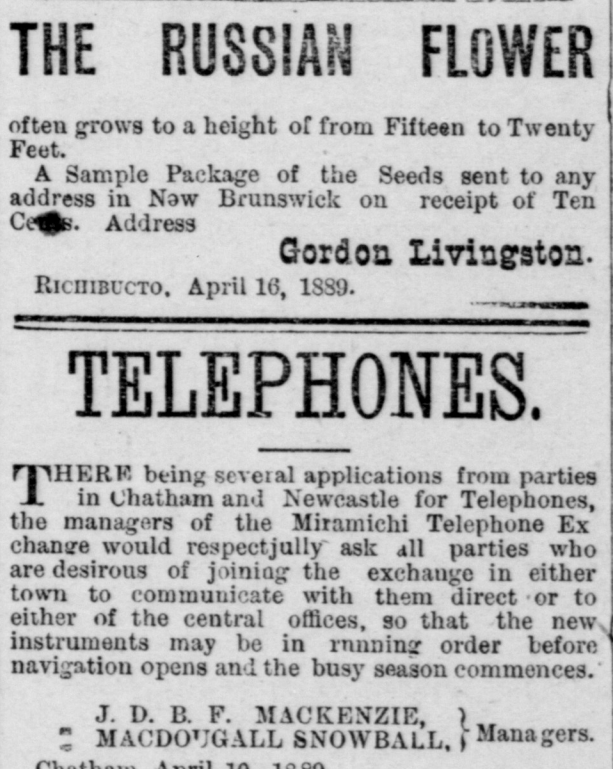 THE RUSSIAN FLOWER
often grows to a height of from Fifteen to Twenty
Feet.
A Sample Package of the Seeds sent to any
address in New Brunswick on receipt of Ten
Cents. Address
Gordon Livingston.
RICHIBUCTO, April 16, 1889.
TELEPHONES.
THERE being several applications from parties
in Chatham and Newcastle for Telephones,
the managers of the Miramichi Telephone Ex
change would respectjully ask all parties who
are desirous of joining the exchange in either
town to communicate with them direct or to
either of the central offices, so that the new
instruments may be in running order before
navigation opens and the busy season commences.
J. D. B. F. MACKENZIE, }
MACDOUGALL SNOWBALL, } Managers.
Chatham, April 10, 1889